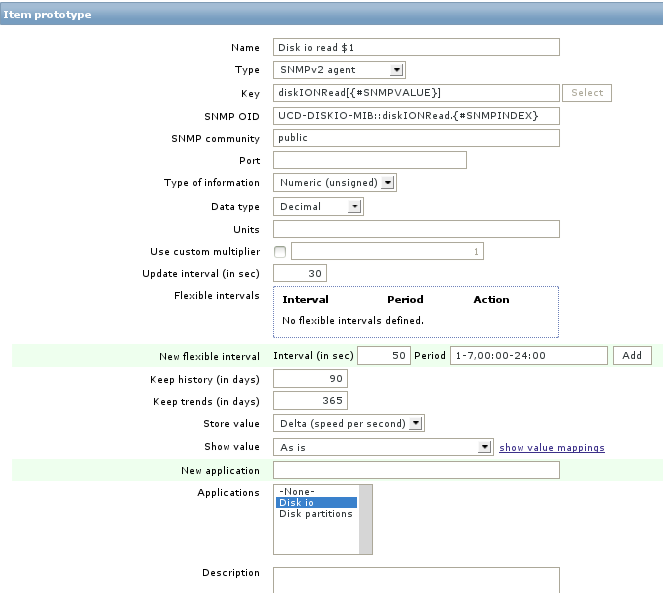 Item prototype
Name Disk io read $1
Type SNMPv2 agent
Key diskIONRead[{#SNMPVALUE}] Select
SNMP OID UCD-DISKIO-MIB::diskIONRead.{#SNMPINDEX}
SNMP community public
Port
Type of information Numeric (unsigned)
Data type Decimal
Units
Use custom multiplier 1
Update interval (in sec) 30
Flexible intervals Interval Period Action
No flexible intervals defined.
New flexible interval Interval (in sec) 50 Period 1-7,00:00-24:00 Add
Keep history (in days) 90
Keep trends (in days) 365
Store value Delta (speed per second)
Show value As is show value mappings
New application
Applications -None-
Disk io
Disk partitions
Description